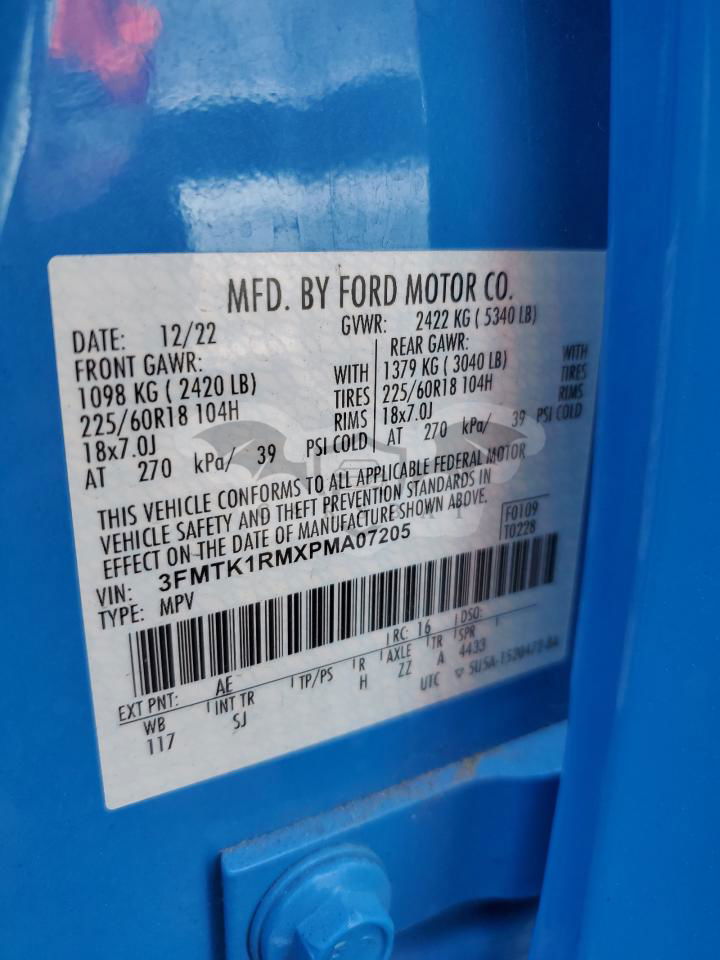 MFD. BY FORD MOTOR CO.
DATE: 12/22
GVWR: 2422 KG ( 5340 LB)
FRONT GAWR:
1098 KG ( 2420 LB) WITH
225/60R18 104H TIRES
18x7.0J RIMS
AT 270 kPa/ 39 PSI COLD
REAR GAWR:
1379 KG ( 3040 LB) WITH
225/60R18 104H TIRES
18x7.0J RIMS
AT 270 kPa/ 39 PSI COLD
THIS VEHICLE CONFORMS TO ALL APPLICABLE FEDERAL MOTOR
VEHICLE SAFETY AND THEFT PREVENTION STANDARDS IN
EFFECT ON THE DATE OF MANUFACTURE SHOWN ABOVE.
F0109
T0228
VIN: 3FMTK1RMXPMA07205
TYPE: MPV
RC: 16 DSO:
EXT PNT: AE
WB INT TR TP/PS R AXLE TR SPR
117 SJ H ZZ A 4433
UTC